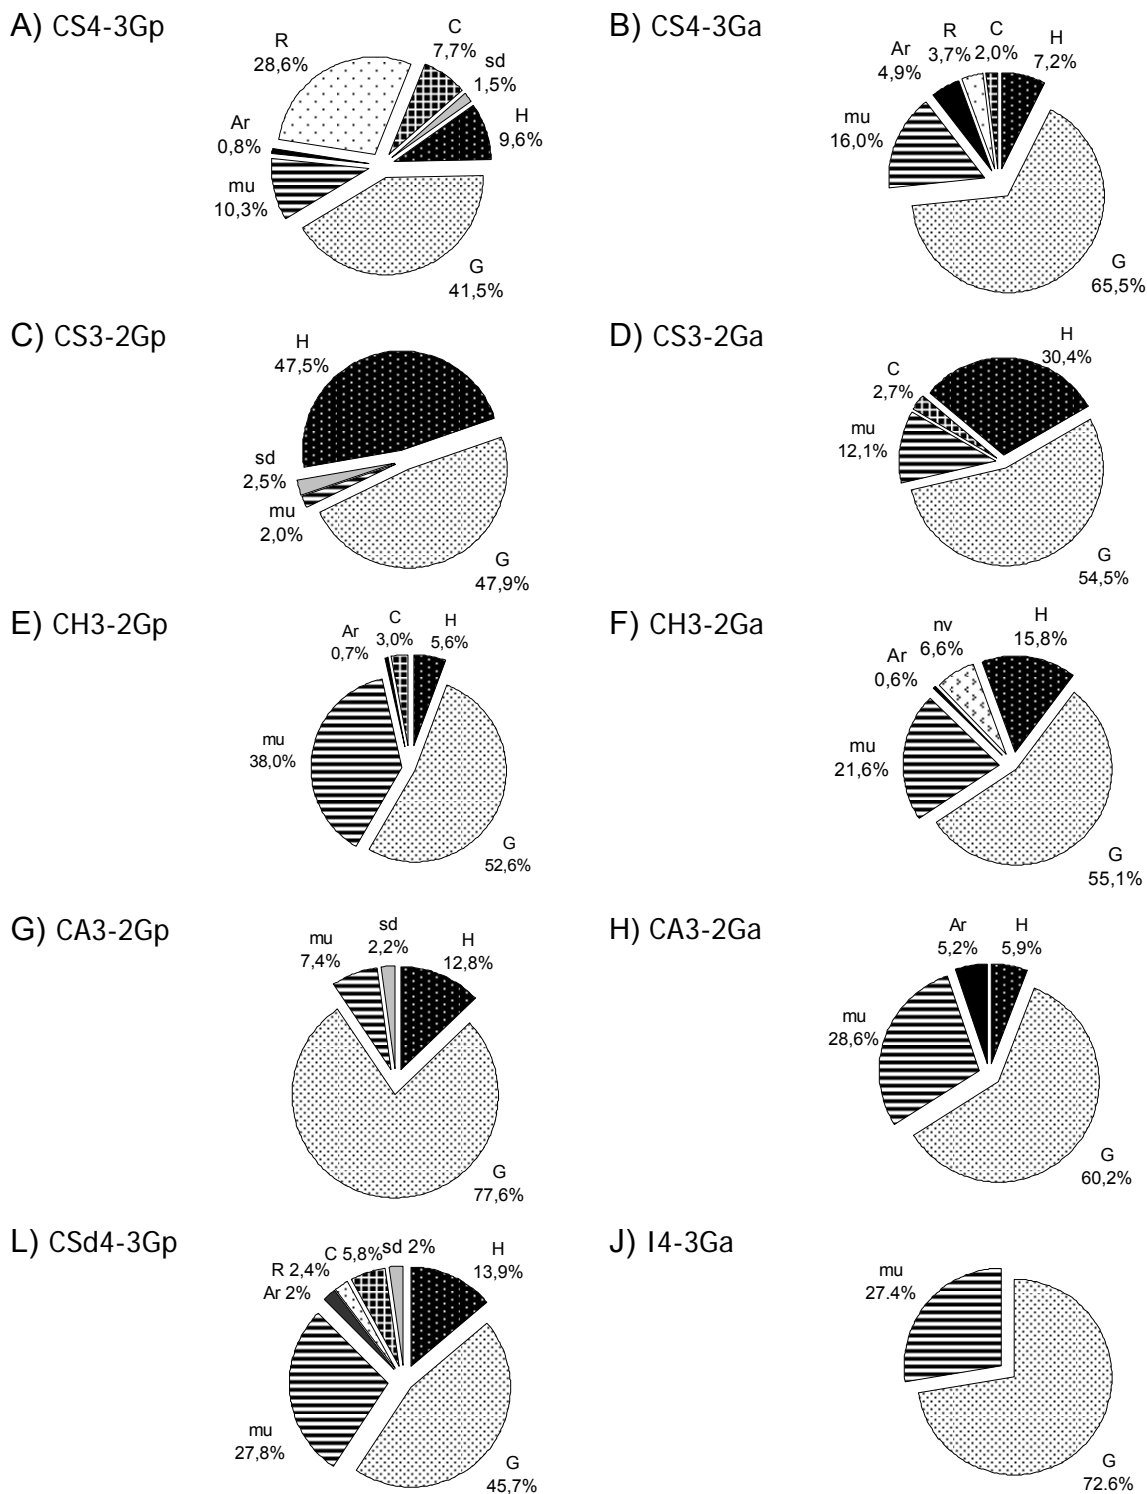 A) CS4-3Gp
R
28,6%
C
7,7%
sd
1,5%
H
9,6%
Ar
0,8%
mu
10,3%
G
41,5%
B) CS4-3Ga
Ar
4,9%
R
3,7%
C
2,0%
H
7,2%
mu
16,0%
G
65,5%
C) CS3-2Gp
H
47,5%
sd
2,5%
mu
2,0%
G
47,9%
D) CS3-2Ga
H
30,4%
C
2,7%
mu
12,1%
G
54,5%
E) CH3-2Gp
Ar
0,7%
C
3,0%
H
5,6%
mu
38,0%
G
52,6%
F) CH3-2Ga
nv
6,6%
H
15,8%
Ar
0,6%
mu
21,6%
G
55,1%
G) CA3-2Gp
mu
7,4%
sd
2,2%
H
12,8%
G
77,6%
H) CA3-2Ga
Ar
5,2%
H
5,9%
mu
28,6%
G
60,2%
L) CSd4-3Gp
C 5,8%
sd 2%
H
13,9%
R 2,4%
Ar 2%
mu
27,8%
G
45,7%
J) I4-3Ga
mu
27.4%
G
72.6%